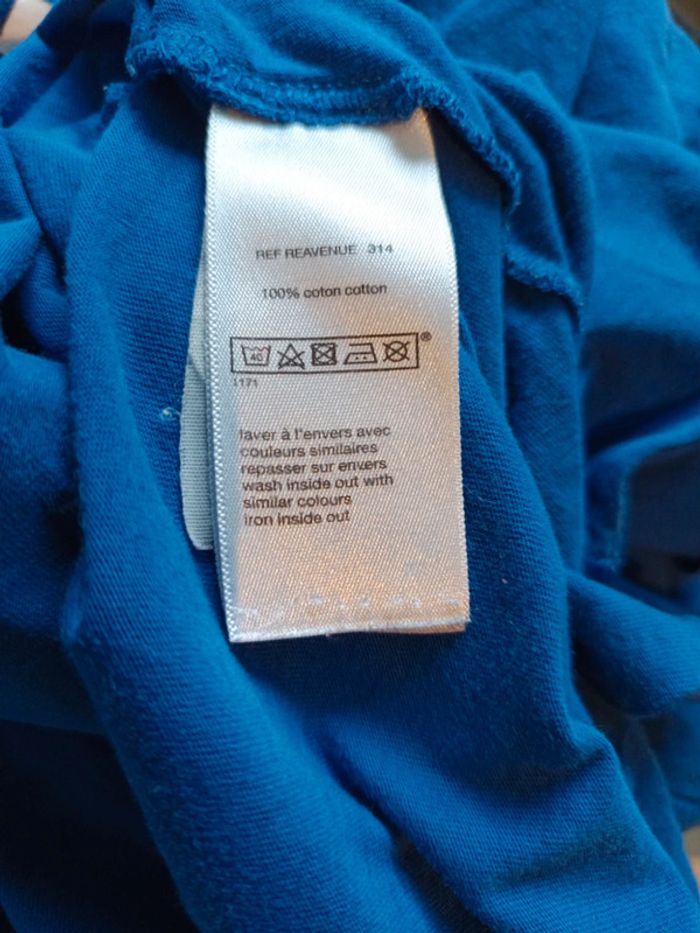 REF REAVENUE 314
100% coton cotton
40
®
1171
laver à l'envers avec
couleurs similaires
repasser sur envers
wash inside out with
similar colours
iron inside out